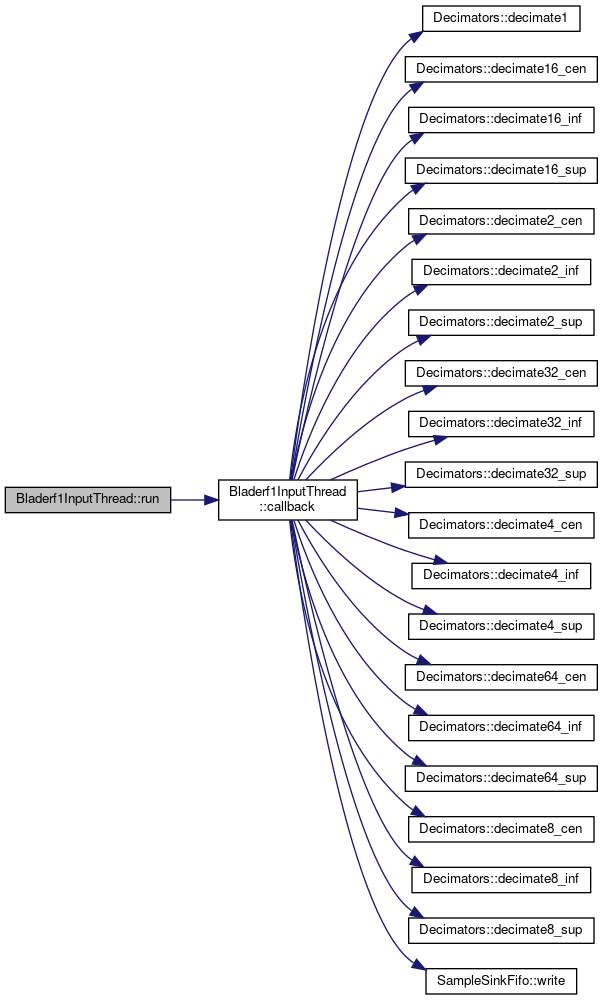 Decimators::decimate1
Decimators::decimate16_cen
Decimators::decimate16_inf
Decimators::decimate16_sup
Decimators::decimate2_cen
Decimators::decimate2_inf
Decimators::decimate2_sup
Decimators::decimate32_cen
Decimators::decimate32_inf
Decimators::decimate32_sup
Bladerf1InputThread::run
Bladerf1InputThread
::callback
Decimators::decimate4_cen
Decimators::decimate4_inf
Decimators::decimate4_sup
Decimators::decimate64_cen
Decimators::decimate64_inf
Decimators::decimate64_sup
Decimators::decimate8_cen
Decimators::decimate8_inf
Decimators::decimate8_sup
SampleSinkFifo::write